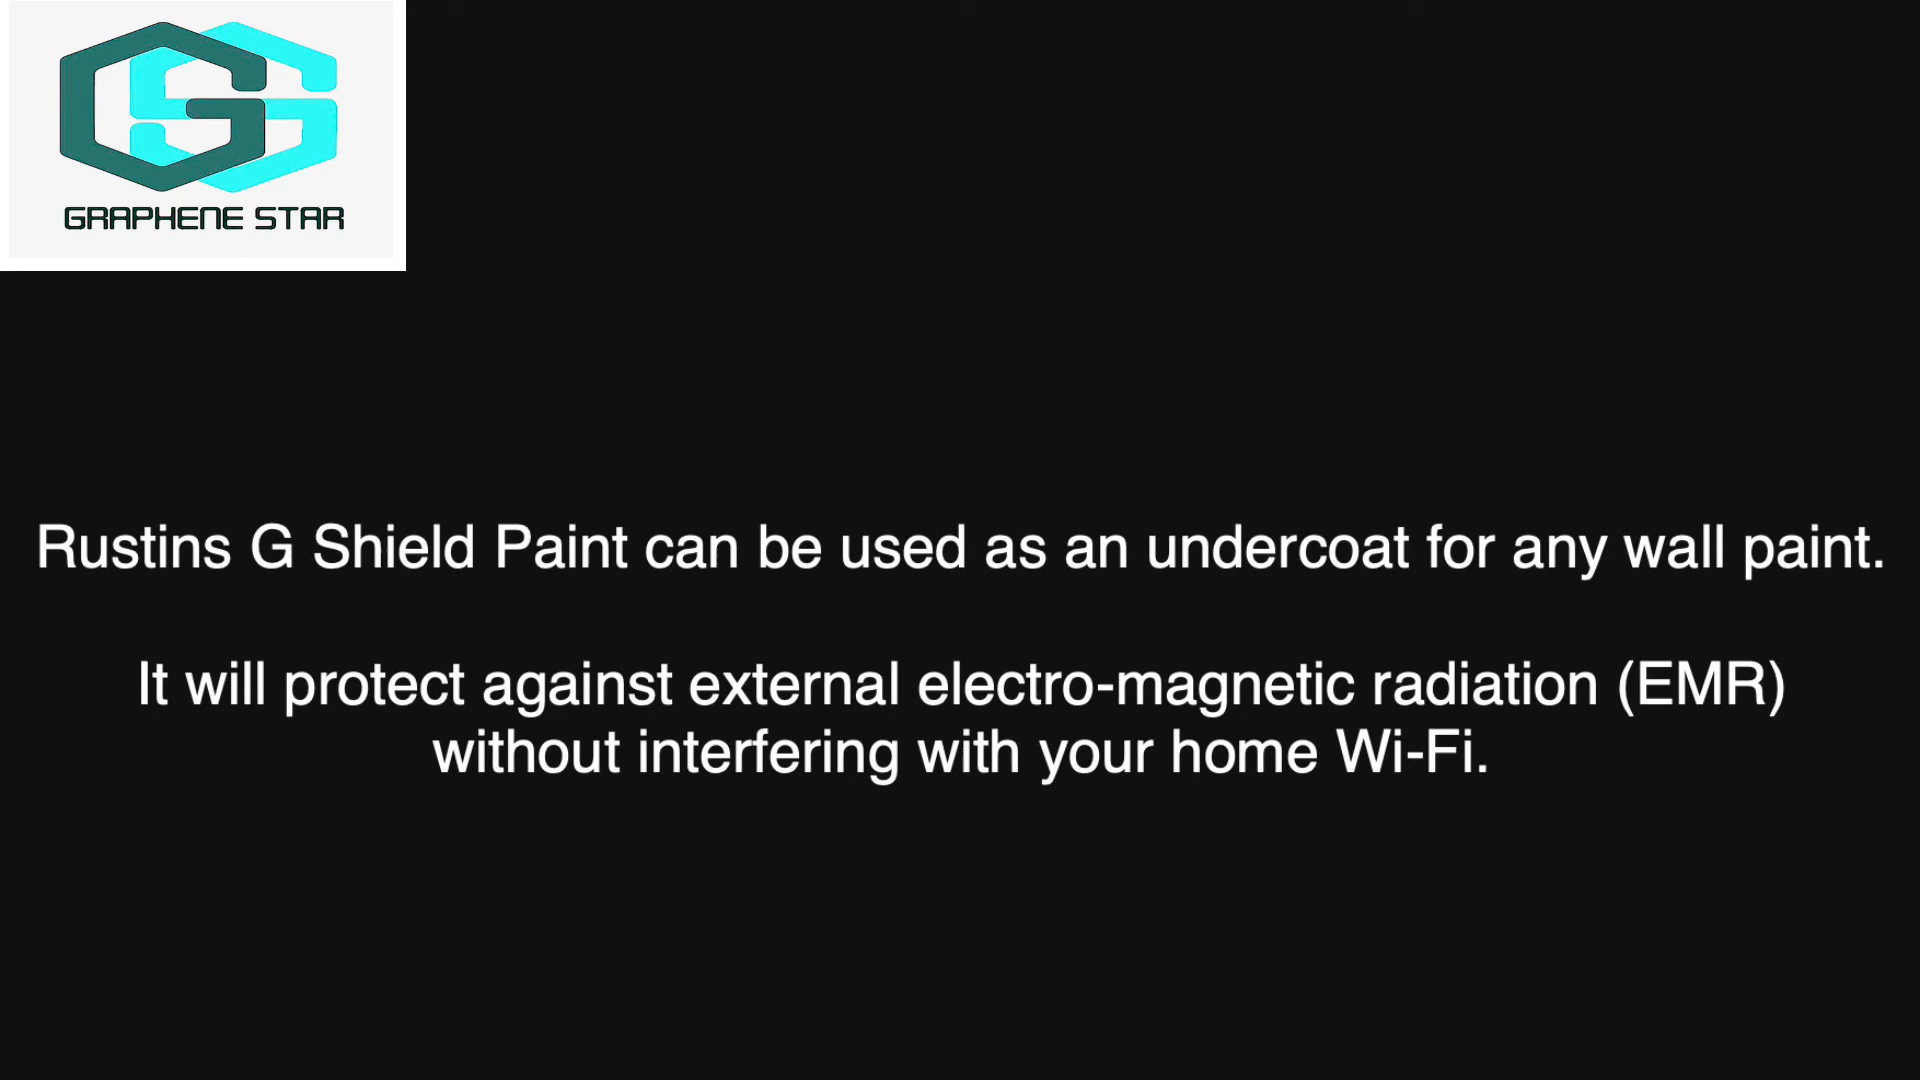 GRAPHENE STAR
Rustins G Shield Paint can be used as an undercoat for any wall paint.
It will protect against external electro-magnetic radiation (EMR)
without interfering with your home Wi-Fi.